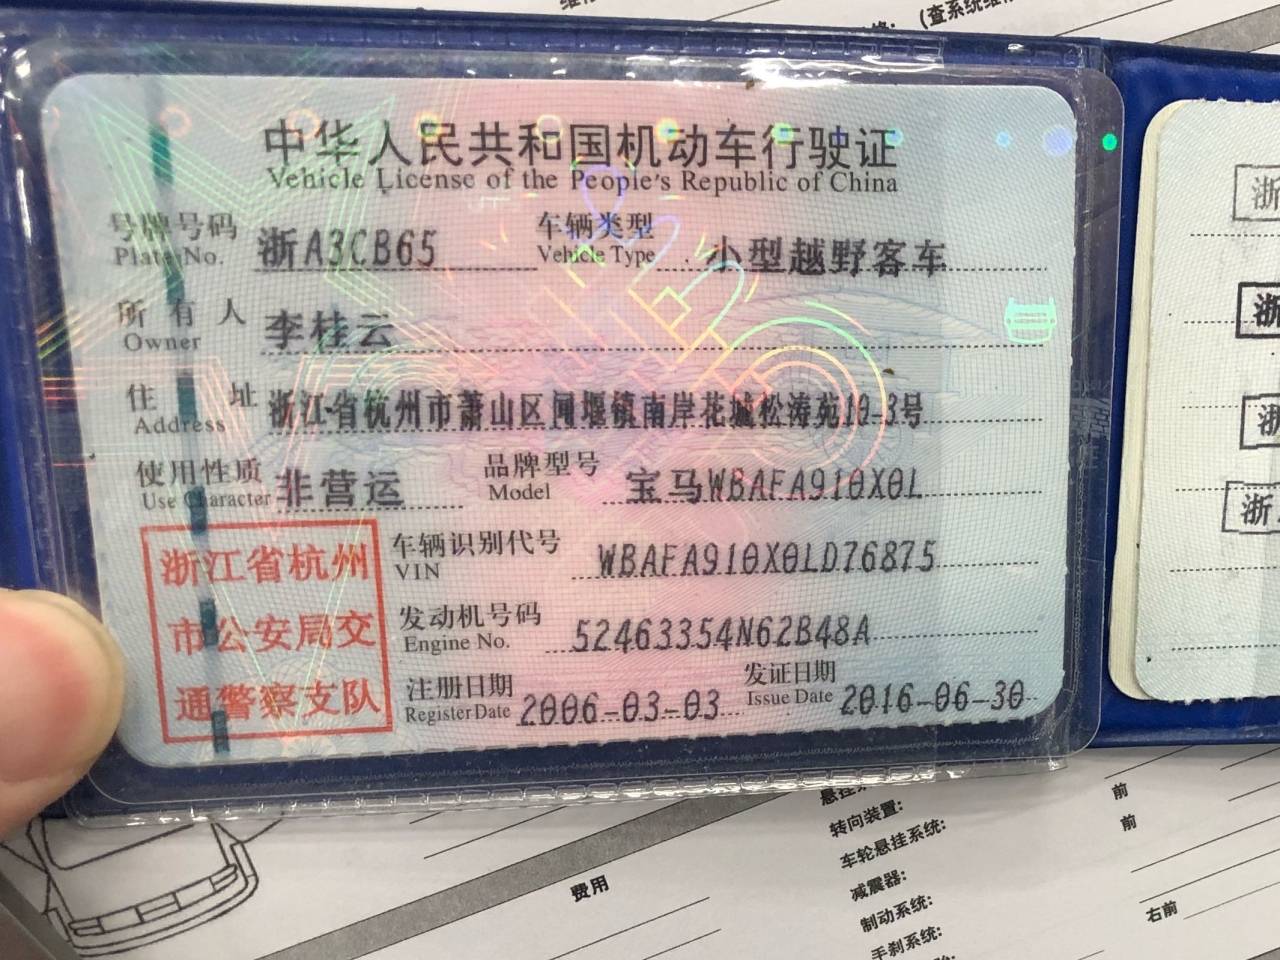 (查系统维
中华人民共和国机动车行驶证
Vehicle License of the People's Republic of China
号牌号码 浙A3CB65 车辆类型 小型越野客车
Plate No. Vehicle Type
所有人 李桂云
Owner
住址 浙江省杭州市萧山区闻堰镇南岸花城松涛苑10-3号
Address
使用性质 非营运 品牌型号 宝马WBAFA910X0L
Use Character Model
浙江省杭州
市公安局交
通警察支队
车辆识别代号 WBAFA910X0LD76875
VIN
发动机号码 52463354N62B48A
Engine No.
注册日期 2006-03-03 发证日期 2016-06-30
Register Date Issue Date
浙
浙
浙
浙
转向装置:
车轮悬挂系统:
减震器:
制动系统:
手刹系统:
费用
前
前
右前